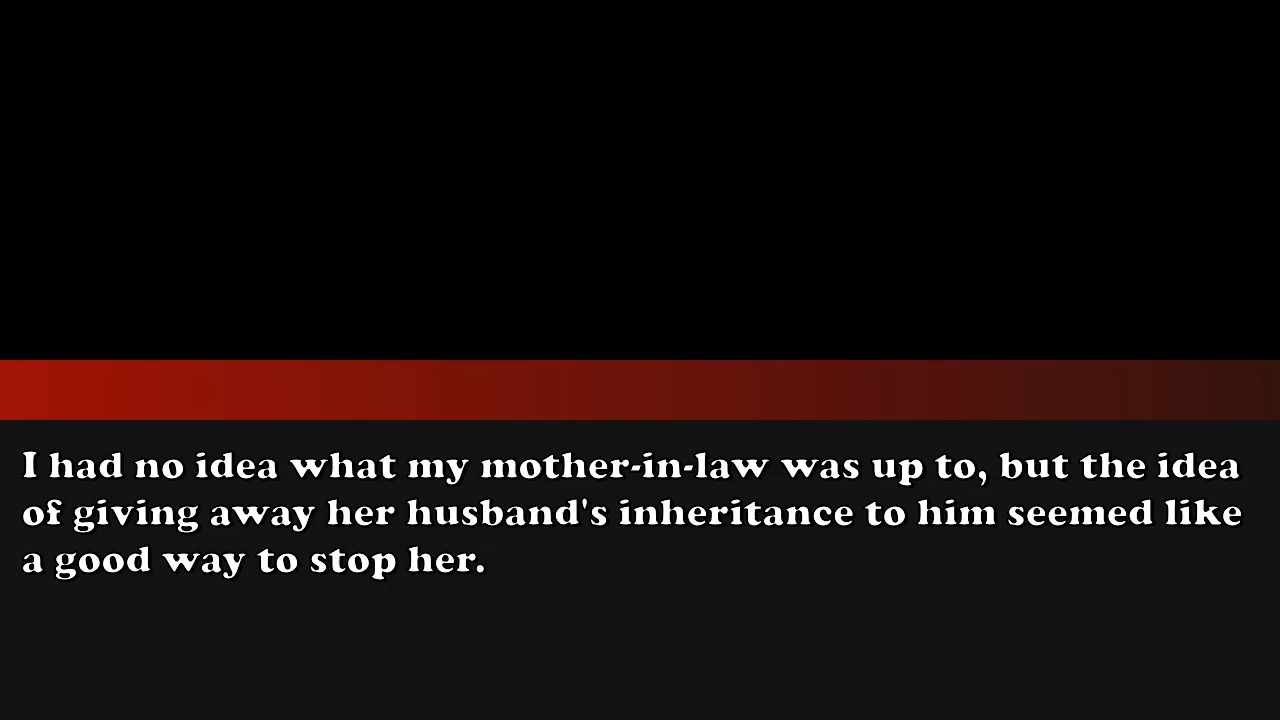 I had no idea what my mother-in-law was up to, but the idea
of giving away her husband's inheritance to him seemed like
a good way to stop her.